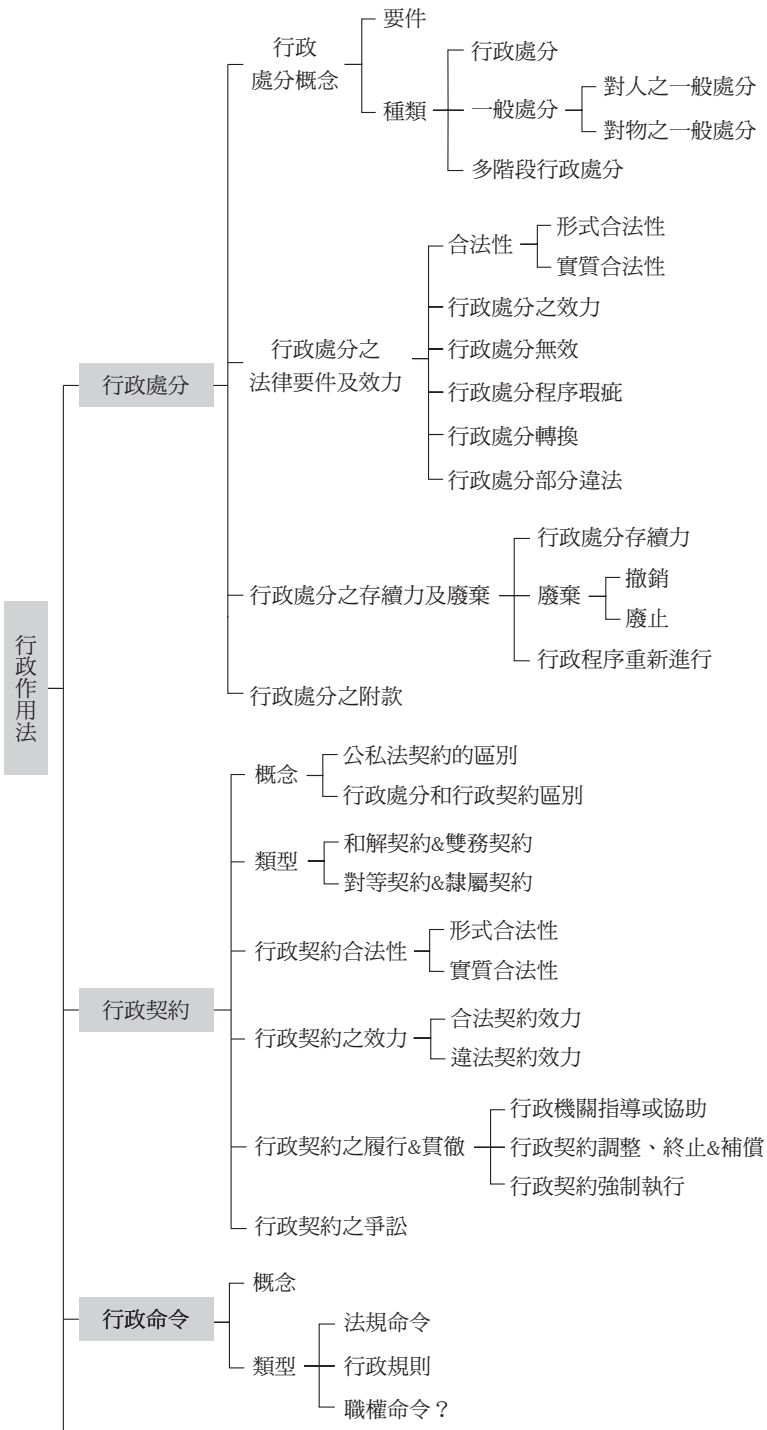 行政作用法
行政處分
行政
處分概念
要件
種類
行政處分
一般處分
對人之一般處分
對物之一般處分
多階段行政處分
行政處分之
法律要件及效力
合法性
形式合法性
實質合法性
行政處分之效力
行政處分無效
行政處分程序瑕疵
行政處分轉換
行政處分部分違法
行政處分之存續力及廢棄
行政處分存續力
廢棄
撤銷
廢止
行政程序重新進行
行政處分之附款
行政契約
概念
公私法契約的區別
行政處分和行政契約區別
類型
和解契約&雙務契約
對等契約&隸屬契約
行政契約合法性
形式合法性
實質合法性
行政契約之效力
合法契約效力
違法契約效力
行政契約之履行&貫徹
行政機關指導或協助
行政契約調整、終止&補償
行政契約強制執行
行政契約之爭訟
行政命令
概念
類型
法規命令
行政規則
職權命令？